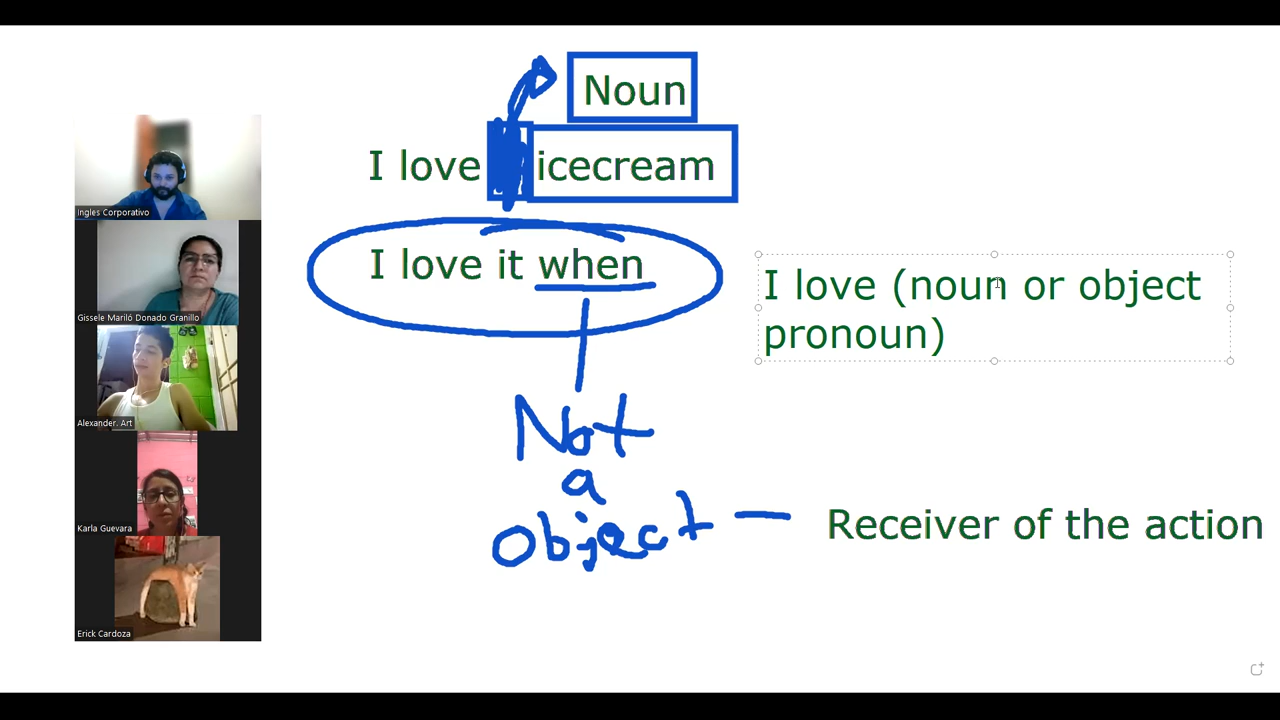 Noun
I love icecream
I love it when
I love (noun or object
pronoun)
Not
a
object — Receiver of the action
Ingles Corporativo
Gissele Mariló Donado Granillo
Alexander. Art
Karla Guevara
Erick Cardoza